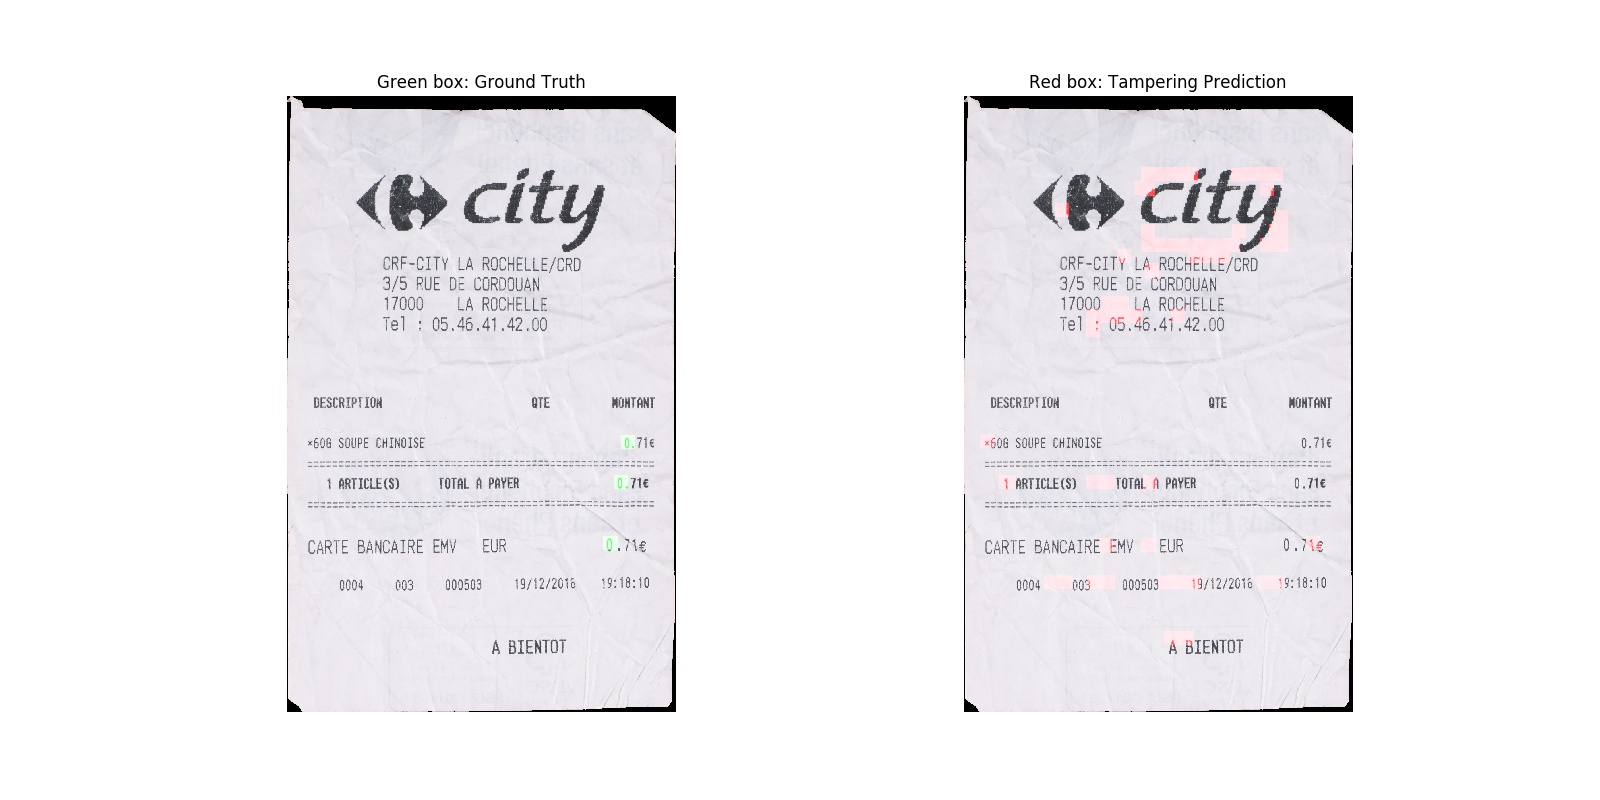 Green box: Ground Truth
city
CRF-CITY LA ROCHELLE/CRD
3/5 RUE DE CORDOUAN
17000 LA ROCHELLE
Tel : 05.46.41.42.00
DESCRIPTION QTE MONTANT
*60G SOUPE CHINOISE 0.71€
1 ARTICLE(S) TOTAL A PAYER 0.71€
CARTE BANCAIRE EMV EUR 0.71€
0004 003 000503 19/12/2016 19:18:10
A BIENTOT
Red box: Tampering Prediction
city
CRF-CITY LA ROCHELLE/CRD
3/5 RUE DE CORDOUAN
17000 LA ROCHELLE
Tel : 05.46.41.42.00
DESCRIPTION QTE MONTANT
*60G SOUPE CHINOISE 0.71€
1 ARTICLE(S) TOTAL A PAYER 0.71€
CARTE BANCAIRE EMV EUR 0.71€
0004 003 000503 19/12/2016 19:18:10
A BIENTOT